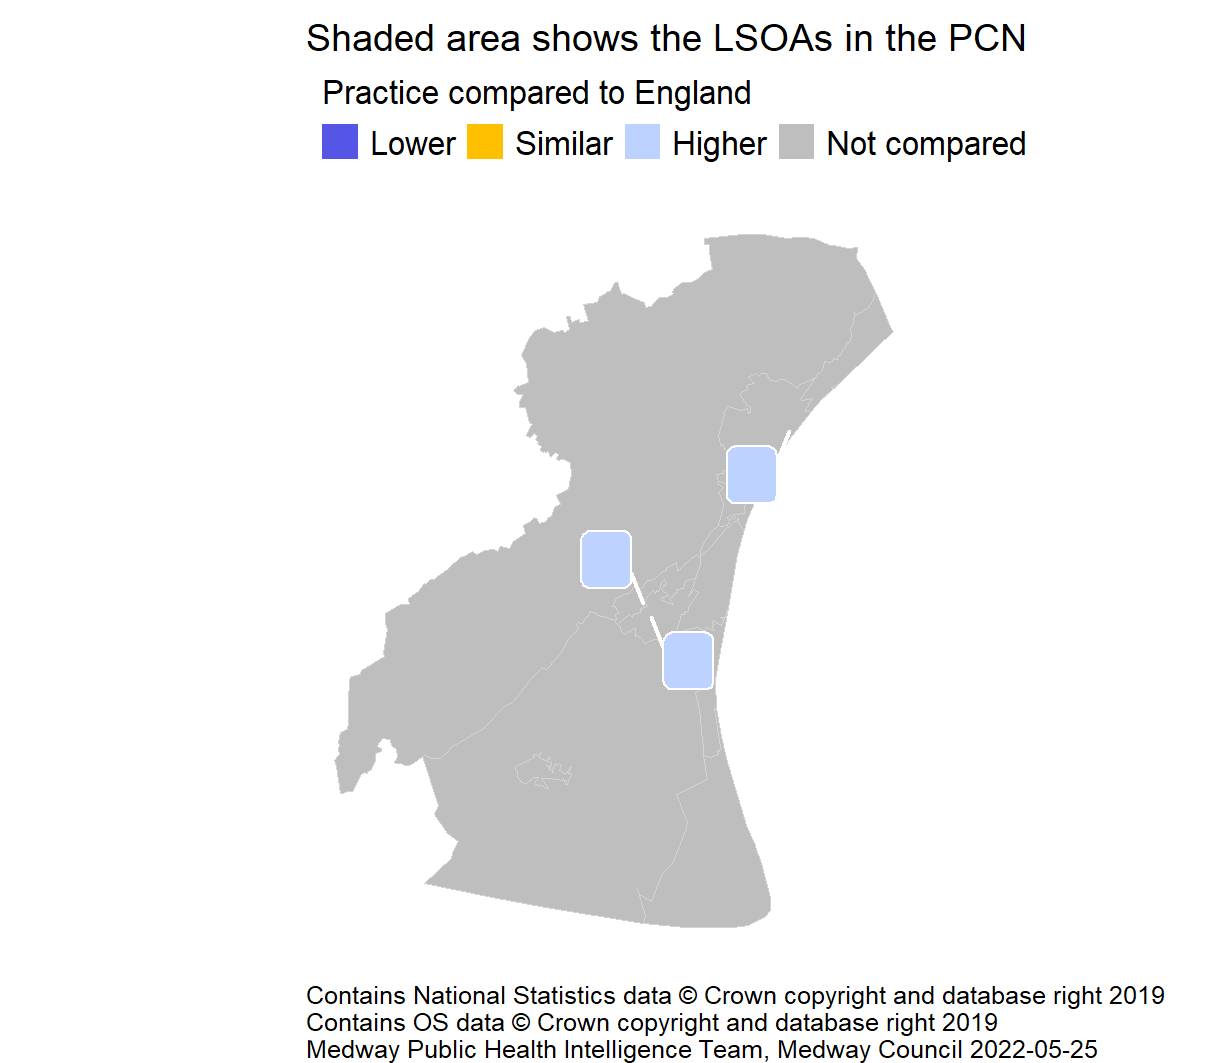 Shaded area shows the LSOAs in the PCN
Practice compared to England
Lower Similar Higher Not compared
Contains National Statistics data © Crown copyright and database right 2019
Contains OS data © Crown copyright and database right 2019
Medway Public Health Intelligence Team, Medway Council 2022-05-25